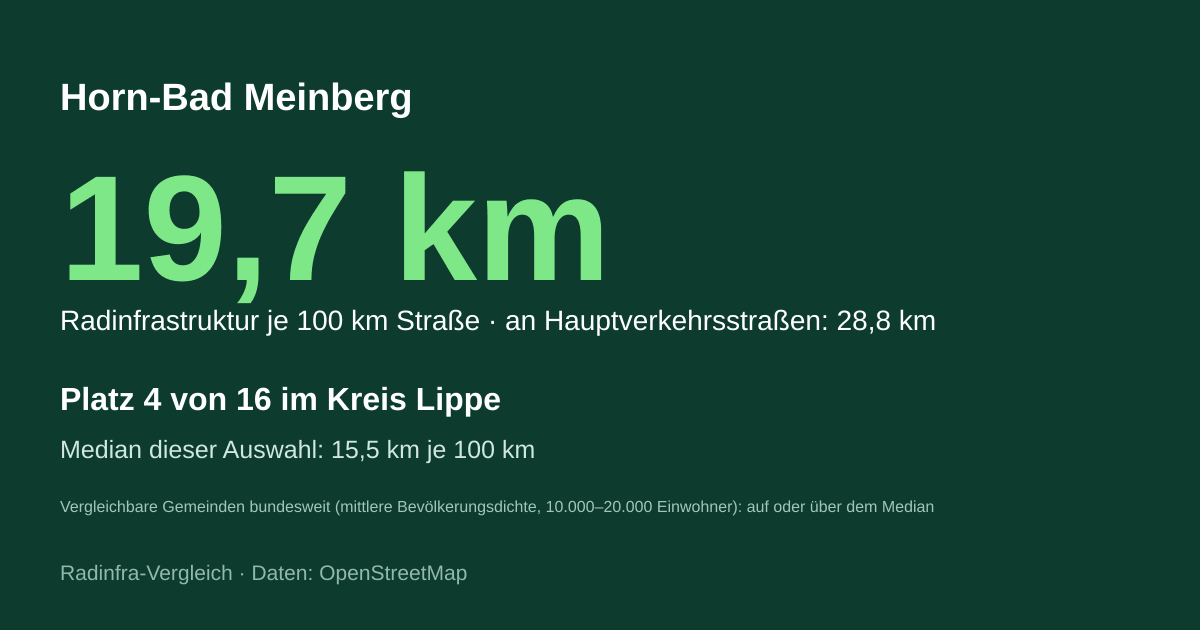 Horn-Bad Meinberg
19,7 km
Radinfrastruktur je 100 km Straße · an Hauptverkehrsstraßen: 28,8 km
Platz 4 von 16 im Kreis Lippe
Median dieser Auswahl: 15,5 km je 100 km
Vergleichbare Gemeinden bundesweit (mittlere Bevölkerungsdichte, 10.000–20.000 Einwohner): auf oder über dem Median
Radinfra-Vergleich · Daten: OpenStreetMap